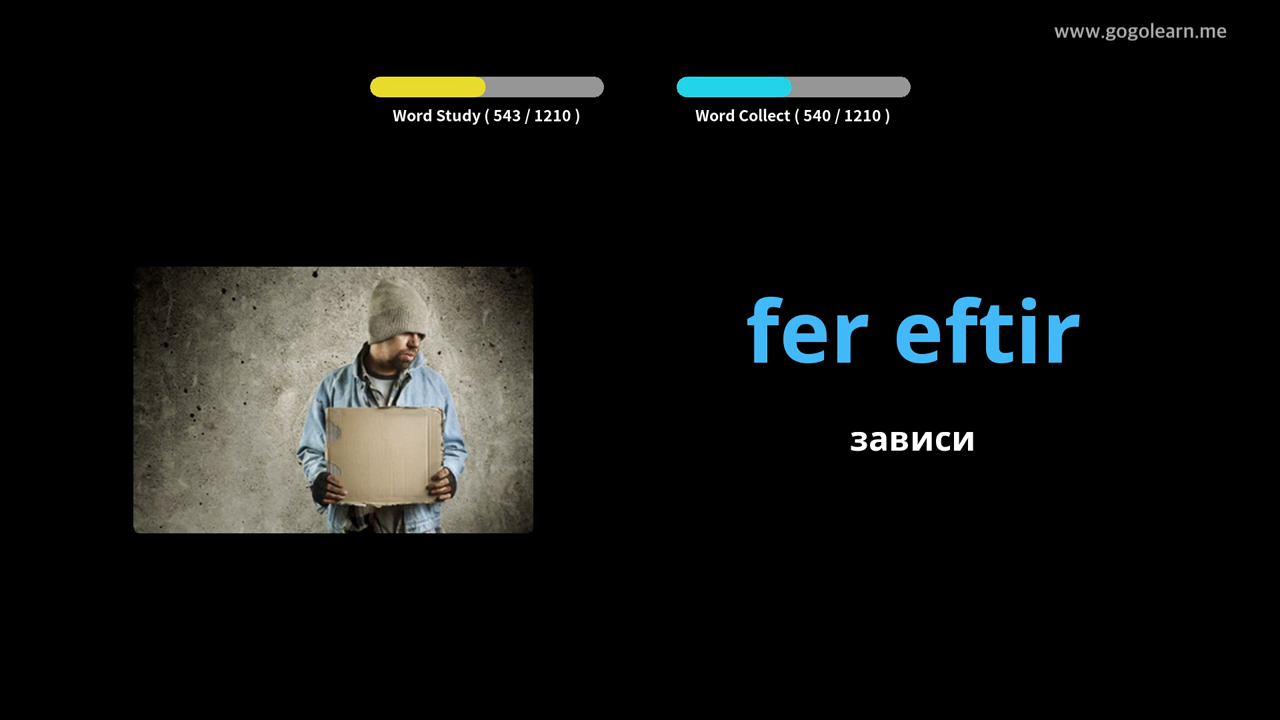 www.gogolearn.me
Word Study ( 543 / 1210 )
Word Collect ( 540 / 1210 )
fer eftir
зависи